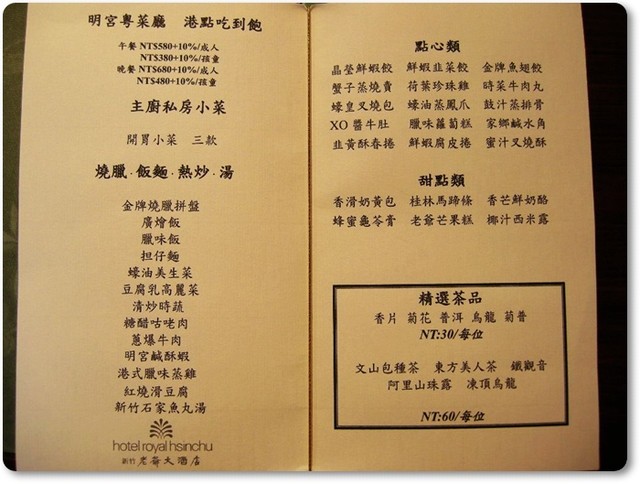 明宮粵菜廳　港點吃到飽
午餐 NT$580+10%/成人
NT$380+10%/孩童
晚餐 NT$680+10%/成人
NT$480+10%/孩童
主廚私房小菜
開胃小菜　三款
燒臘．飯麵．熱炒．湯
金牌燒臘拼盤
廣燴飯
臘味飯
担仔麵
蠔油美生菜
豆腐乳高麗菜
清炒時蔬
糖醋咕咾肉
蔥爆牛肉
明宮鹹酥蝦
港式臘味蒸雞
紅燒滑豆腐
新竹石家魚丸湯
hotel royal hsinchu
新竹 老爺大酒店
點心類
晶瑩鮮蝦餃　鮮蝦韭菜餃　金牌魚翅餃
蟹子蒸燒賣　荷葉珍珠雞　時菜牛肉丸
蠔皇叉燒包　蠔油蒸鳳爪　豉汁蒸排骨
XO 醬牛肚　臘味蘿蔔糕　家鄉鹹水角
韭黃酥春捲　鮮蝦腐皮捲　蜜汁叉燒酥
甜點類
香滑奶黃包　桂林馬蹄條　香芒鮮奶酪
蜂蜜龜苓膏　老爺芒果糕　椰汁西米露
精選茶品
香片 菊花 普洱 烏龍 菊普
NT:30/每位
文山包種茶　東方美人茶　鐵觀音
阿里山珠露　凍頂烏龍
NT:60/每位